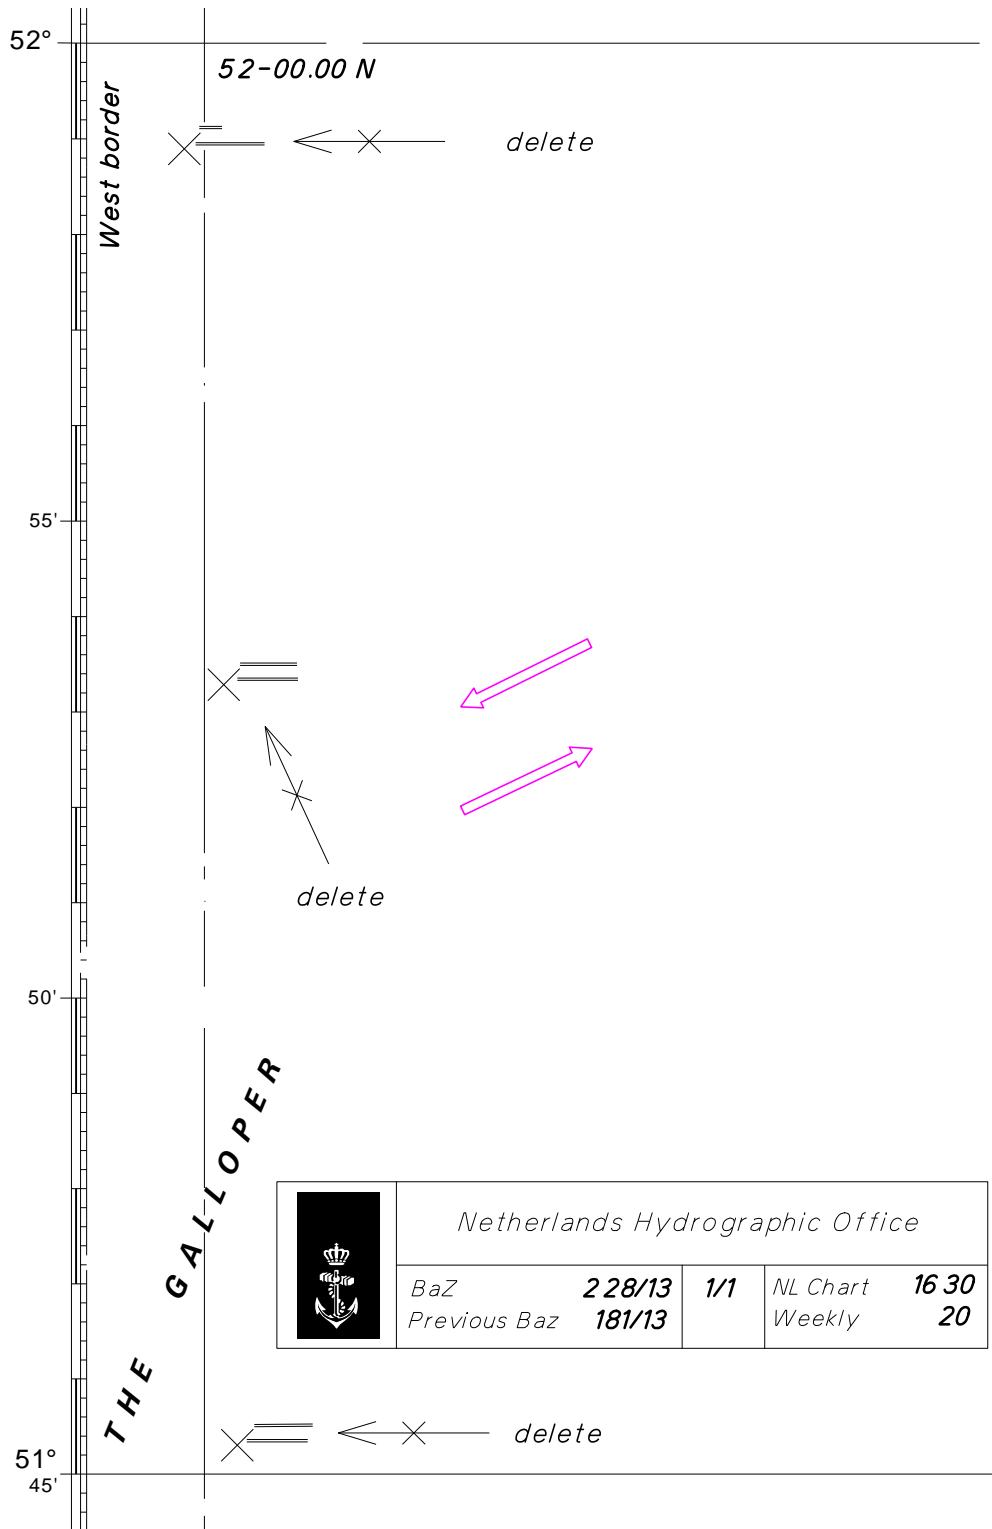 52°
52-00.00 N
West border
delete
55'
delete
50'
THE GALLOPER
Netherlands Hydrographic Office
BaZ 228/13 1/1 NL Chart 1630
Previous Baz 181/13 Weekly 20
delete
51°
45'